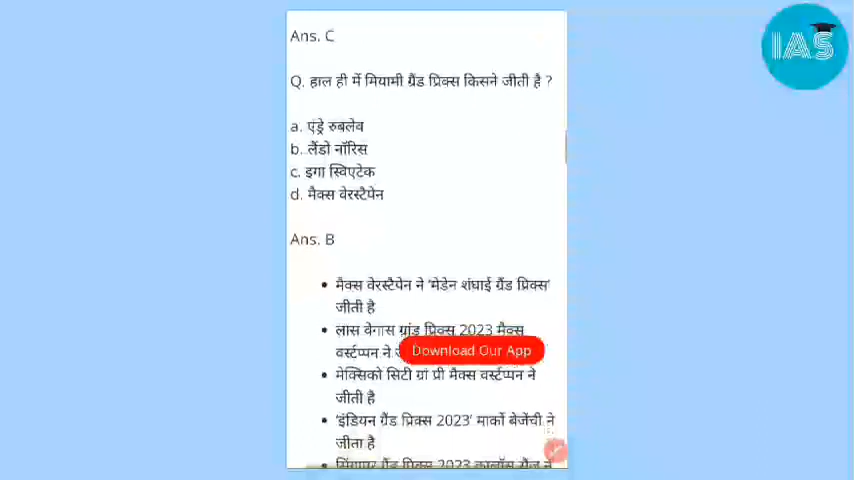 IAS
Ans. C
Q. हाल ही में मियामी ग्रैंड प्रिक्स किसने जीती है ?
a. एंड्रे रुबलेव
b. लैंडो नॉरिस
c. इगा स्विएटेक
d. मैक्स वेरस्टैपेन
Ans. B
मैक्स वेरस्टैपेन ने 'मेडेन शंघाई ग्रैंड प्रिक्स'
जीती है
लास वेगास ग्रांड प्रिक्स 2023 मैक्स
वर्स्टप्पन ने
Download Our App
मेक्सिको सिटी ग्रां प्री मैक्स वर्स्टप्पन ने
जीती है
'इंडियन ग्रैंड प्रिक्स 2023' मार्को बेजेंची ने
जीता है
ग्रैंड प्रिक्स 2023